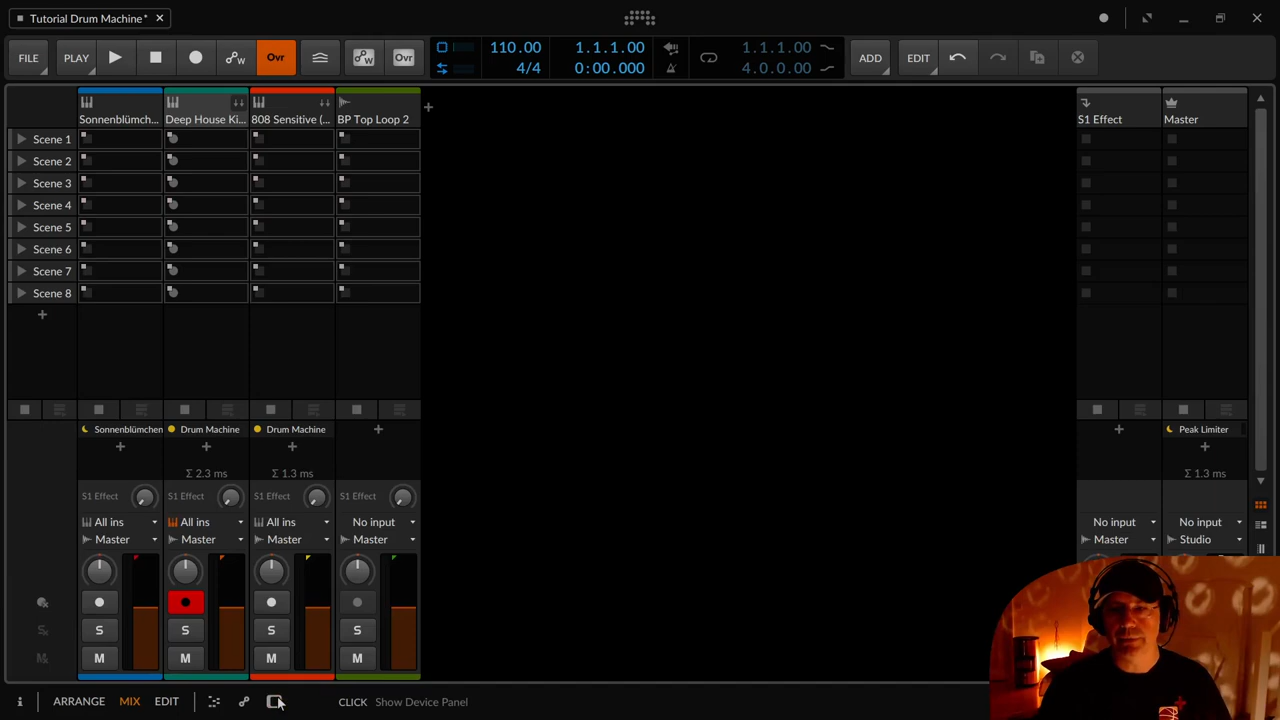 Tutorial Drum Machine*
FILE PLAY Ovr Ovr 110.00 4/4 1.1.1.00 0:00.000 1.1.1.00 4.0.0.00 ADD EDIT
Sonnenblümch... Deep House Ki... 808 Sensitive (... BP Top Loop 2 S1 Effect Master
Scene 1
Scene 2
Scene 3
Scene 4
Scene 5
Scene 6
Scene 7
Scene 8
Sonnenblümchen Drum Machine Drum Machine Peak Limiter
Σ 2.3 ms Σ 1.3 ms Σ 1.3 ms
S1 Effect S1 Effect S1 Effect S1 Effect
All ins All ins All ins No input No input No input
Master Master Master Master Master Studio
S S S S
M M M M
i ARRANGE MIX EDIT CLICK Show Device Panel